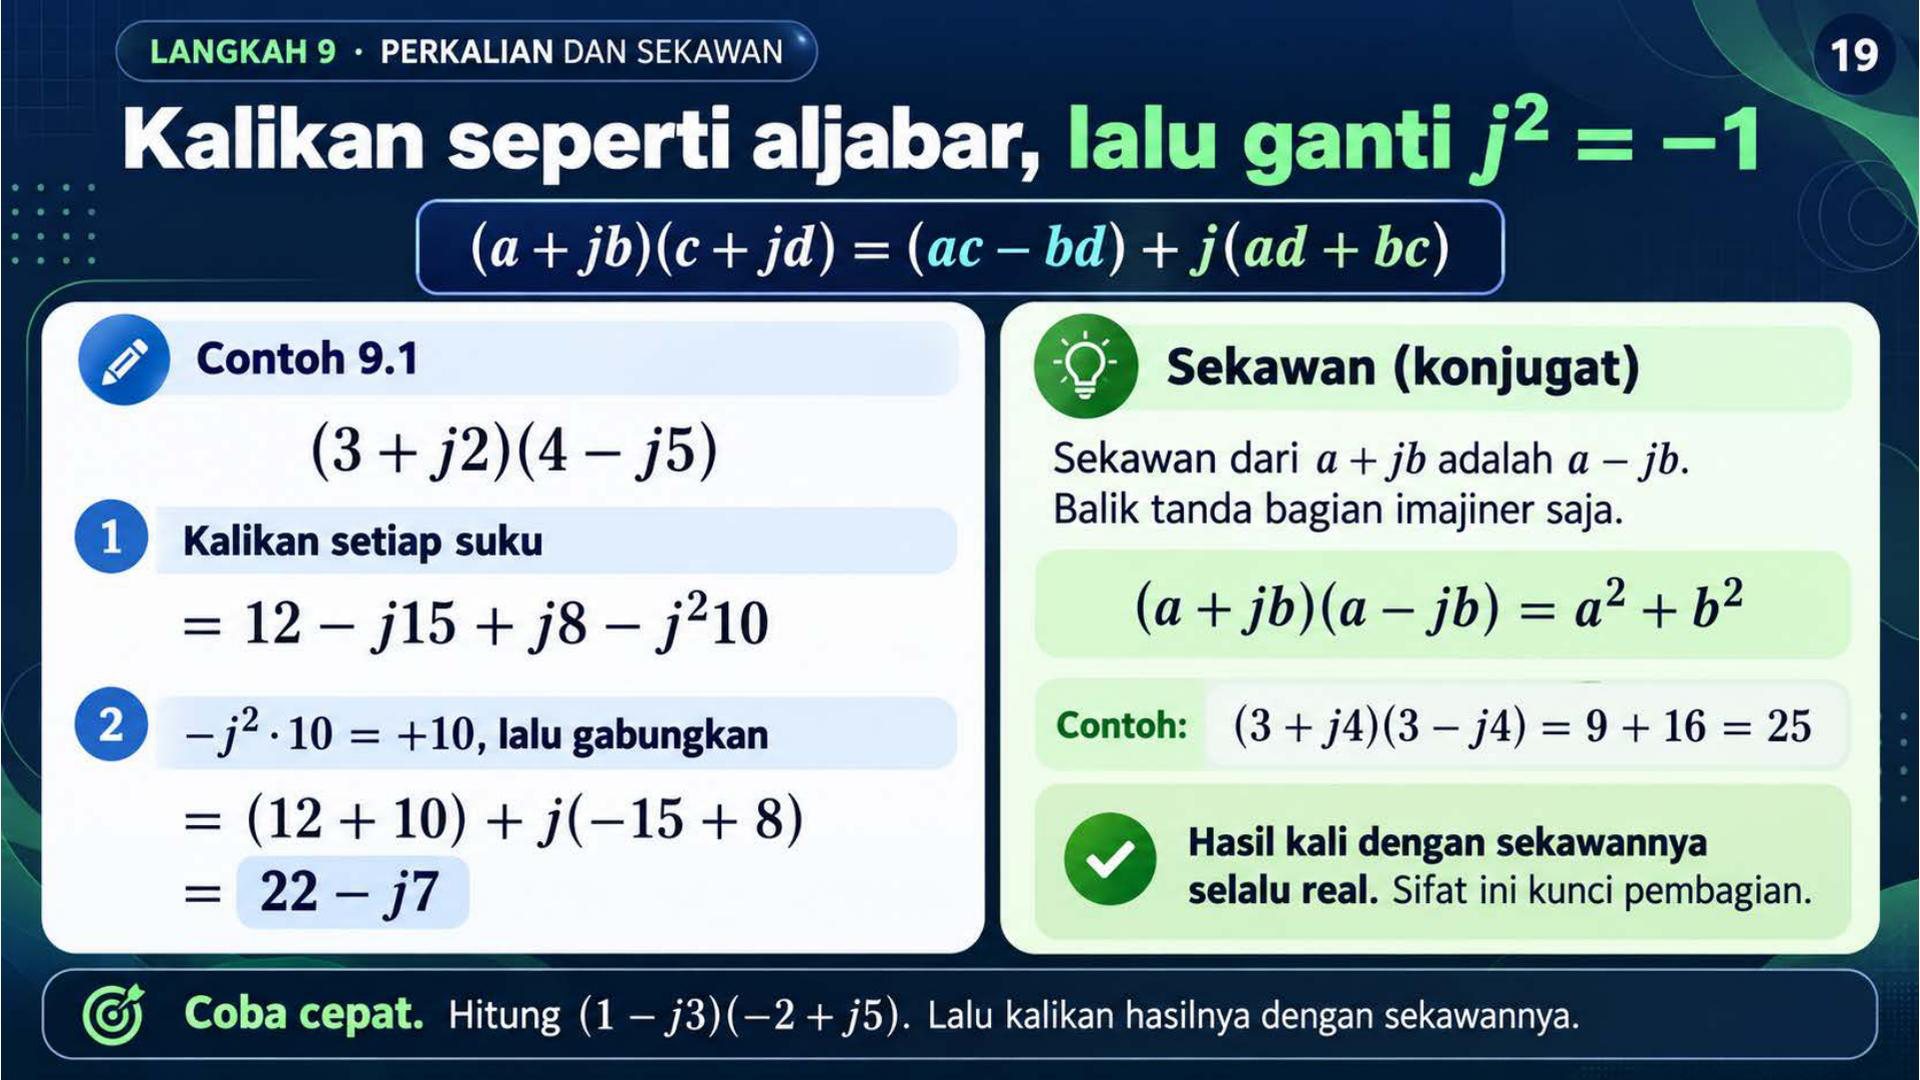 LANGKAH 9 · PERKALIAN DAN SEKAWAN
19
Kalikan seperti aljabar, lalu ganti j² = −1
(a + jb)(c + jd) = (ac − bd) + j(ad + bc)
Contoh 9.1
(3 + j2)(4 − j5)
1 Kalikan setiap suku
= 12 − j15 + j8 − j²10
2 −j² · 10 = +10, lalu gabungkan
= (12 + 10) + j(−15 + 8)
= 22 − j7
Sekawan (konjugat)
Sekawan dari a + jb adalah a − jb.
Balik tanda bagian imajiner saja.
(a + jb)(a − jb) = a² + b²
Contoh: (3 + j4)(3 − j4) = 9 + 16 = 25
Hasil kali dengan sekawannya
selalu real. Sifat ini kunci pembagian.
Coba cepat. Hitung (1 − j3)(−2 + j5). Lalu kalikan hasilnya dengan sekawannya.